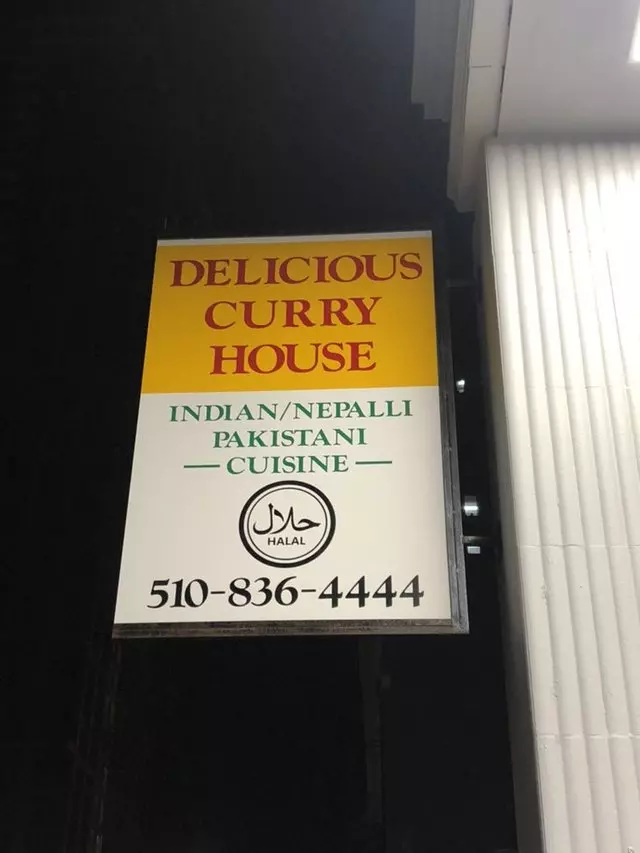 DELICIOUS
CURRY
HOUSE
INDIAN/NEPALLI
PAKISTANI
— CUISINE —
حلال
HALAL
510-836-4444